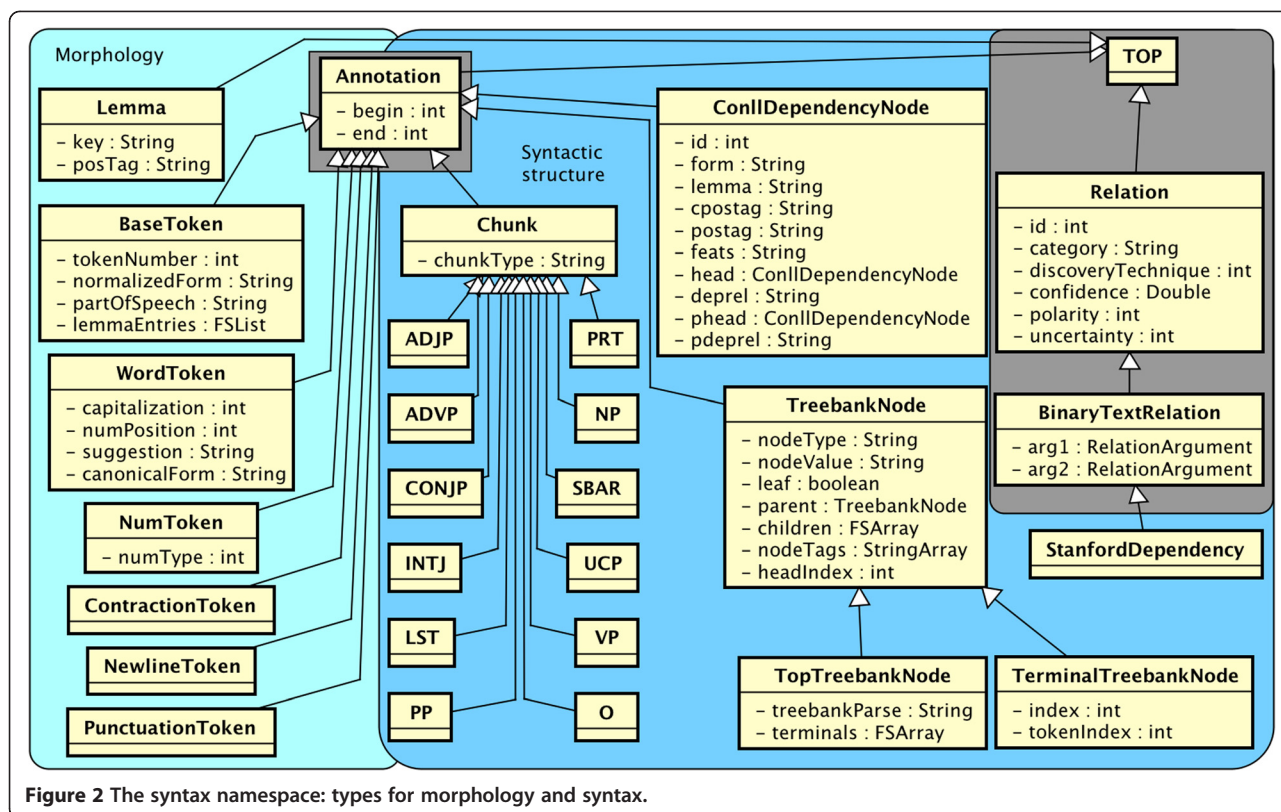 Morphology
Lemma
– key : String
– posTag : String
BaseToken
– tokenNumber : int
– normalizedForm : String
– partOfSpeech : String
– lemmaEntries : FSList
WordToken
– capitalization : int
– numPosition : int
– suggestion : String
– canonicalForm : String
NumToken
– numType : int
ContractionToken
NewlineToken
PunctuationToken
Annotation
– begin : int
– end : int
Syntactic
structure
Chunk
– chunkType : String
ADJP
PRT
ADVP
NP
CONJP
SBAR
INTJ
UCP
LST
VP
PP
O
ConllDependencyNode
– id : int
– form : String
– lemma : String
– cpostag : String
– postag : String
– feats : String
– head : ConllDependencyNode
– deprel : String
– phead : ConllDependencyNode
– pdeprel : String
TreebankNode
– nodeType : String
– nodeValue : String
– leaf : boolean
– parent : TreebankNode
– children : FSArray
– nodeTags : StringArray
– headIndex : int
TopTreebankNode
– treebankParse : String
– terminals : FSArray
TerminalTreebankNode
– index : int
– tokenIndex : int
TOP
Relation
– id : int
– category : String
– discoveryTechnique : int
– confidence : Double
– polarity : int
– uncertainty : int
BinaryTextRelation
– arg1 : RelationArgument
– arg2 : RelationArgument
StanfordDependency
Figure 2 The syntax namespace: types for morphology and syntax.